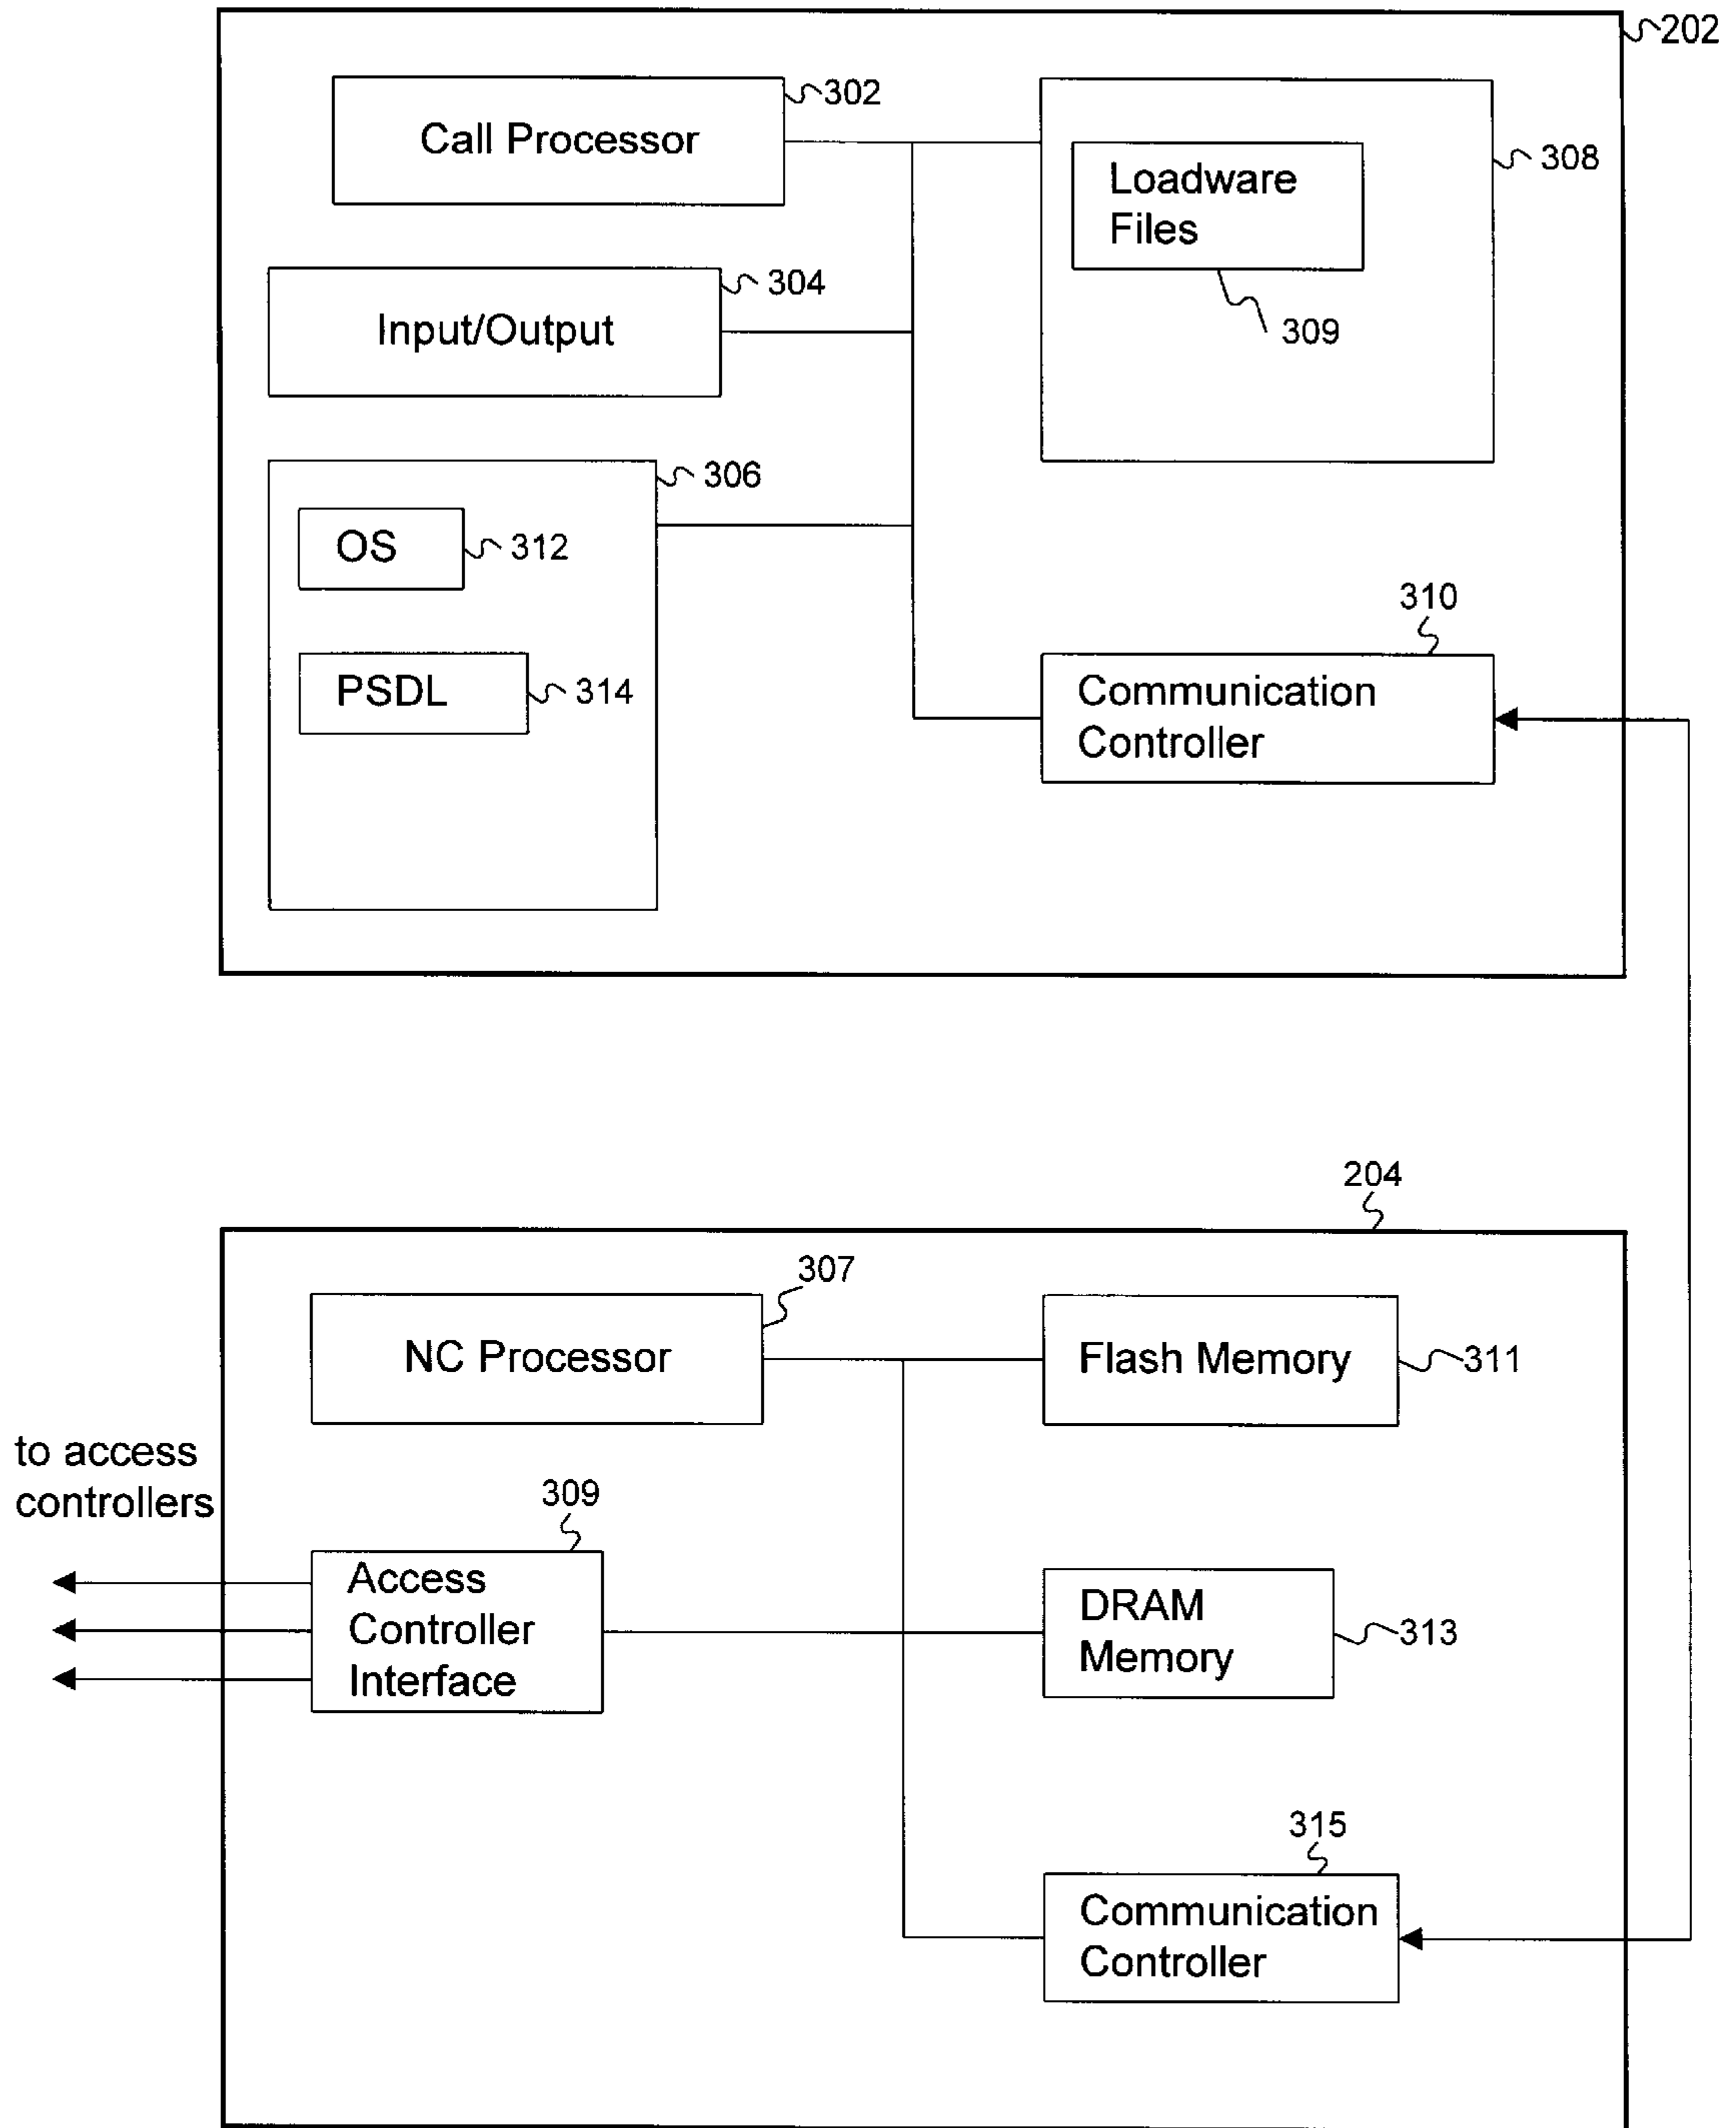 202
302
Call Processor
308
Loadware
Files
304
Input/Output
309
306
OS
312
310
PSDL
314
Communication
Controller
204
307
NC Processor
Flash Memory
311
to access
controllers
309
Access
Controller
Interface
DRAM
Memory
313
315
Communication
Controller